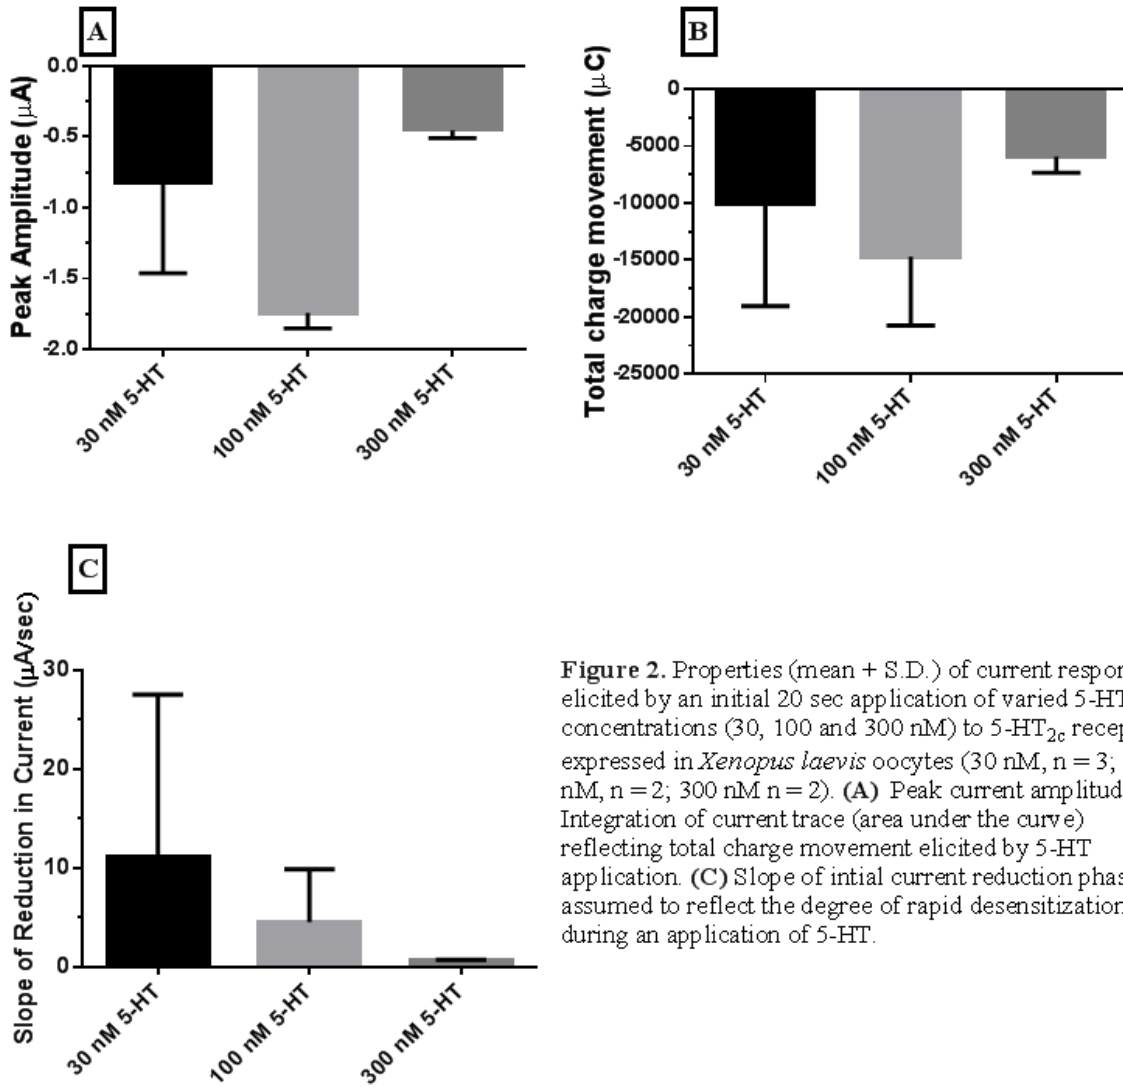 A
Peak Amplitude (μA)
0.0
-0.5
-1.0
-1.5
-2.0
30 nM 5-HT
100 nM 5-HT
300 nM 5-HT
B
Total charge movement (μC)
0
-5000
-10000
-15000
-20000
-25000
30 nM 5-HT
100 nM 5-HT
300 nM 5-HT
C
Slope of Reduction in Current (μA/sec)
30
20
10
0
30 nM 5-HT
100 nM 5-HT
300 nM 5-HT
Figure 2. Properties (mean + S.D.) of current
elicited by an initial 20 sec application of varied 5-HT
concentrations (30, 100 and 300 nM) to 5-HT2c
expressed in Xenopus laevis oocytes (30 nM, n = 3;
nM, n = 2; 300 nM n = 2). (A) Peak current
Integration of current trace (area under the curve)
reflecting total charge movement elicited by 5-HT
application. (C) Slope of intial current reduction
assumed to reflect the degree of rapid desensitization
during an application of 5-HT.